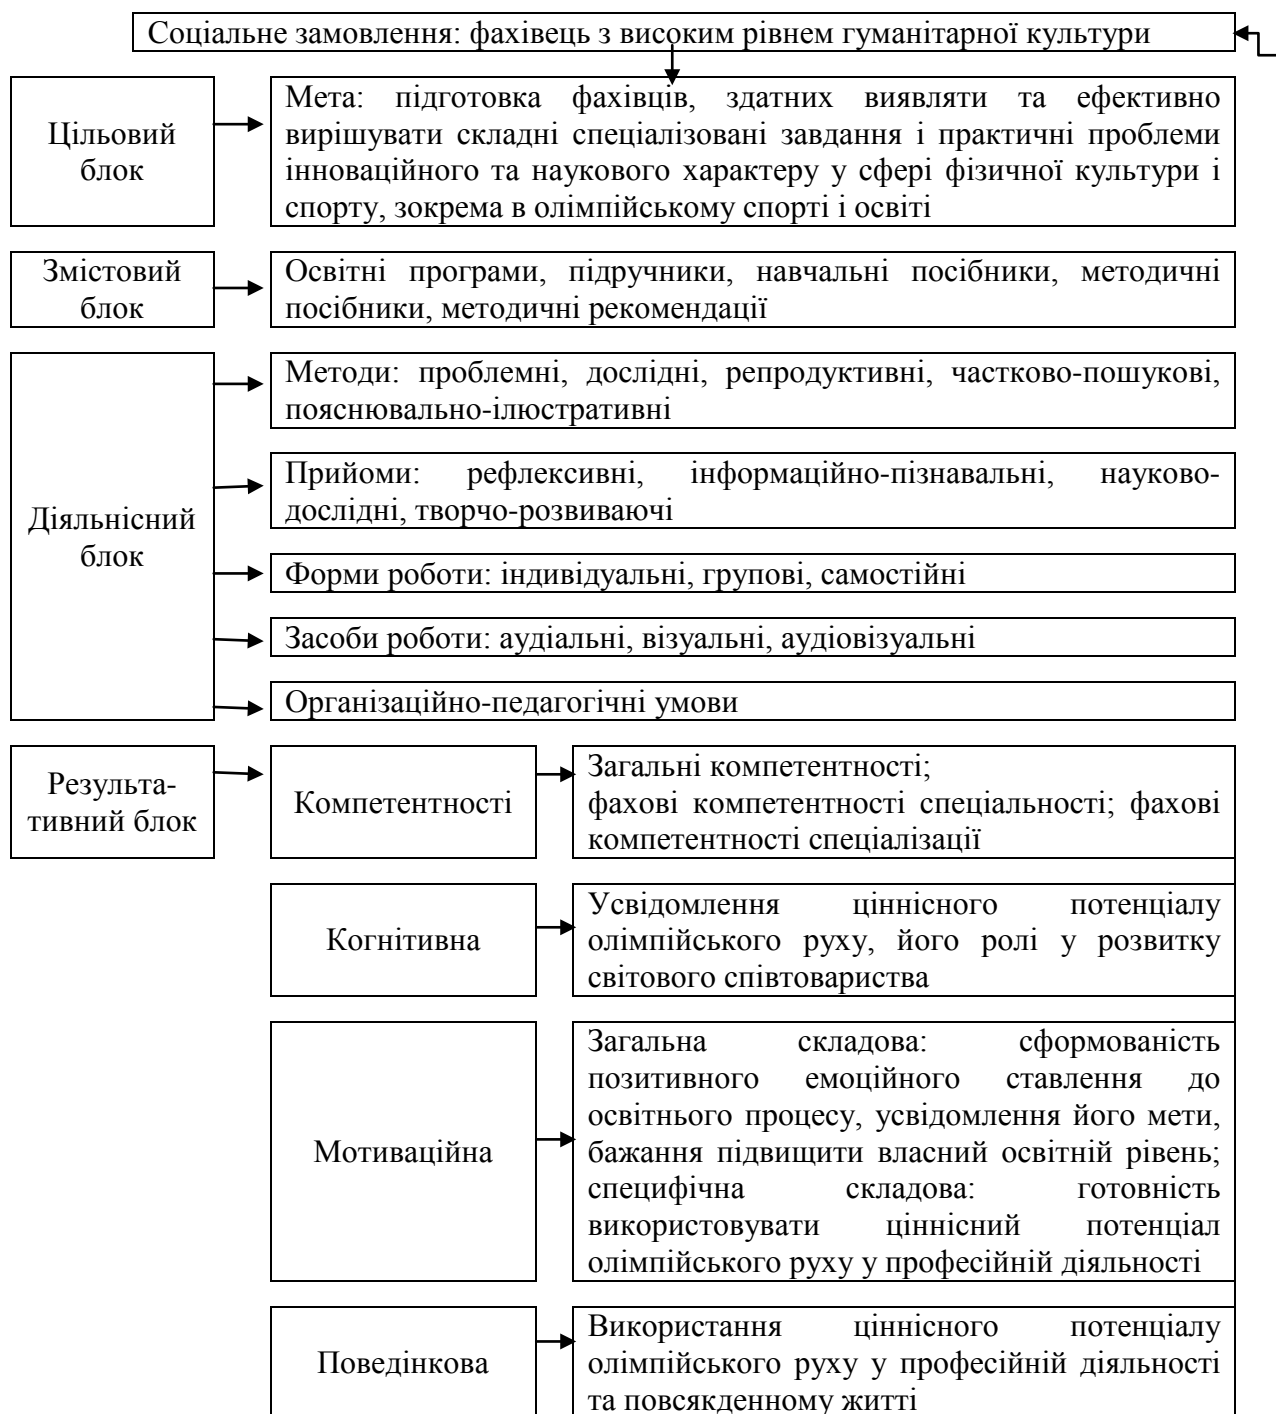 Соціальне замовлення: фахівець з високим рівнем гуманітарної культури
Цільовий
блок
Мета: підготовка фахівців, здатних виявляти та ефективно
вирішувати складні спеціалізовані завдання і практичні проблеми
інноваційного та наукового характеру у сфері фізичної культури і
спорту, зокрема в олімпійському спорті і освіті
Змістовий
блок
Освітні програми, підручники, навчальні посібники, методичні
посібники, методичні рекомендації
Діяльнісний
блок
Методи: проблемні, дослідні, репродуктивні, частково-пошукові,
пояснювально-ілюстративні
Прийоми: рефлексивні, інформаційно-пізнавальні, науково-
дослідні, творчо-розвиваючі
Форми роботи: індивідуальні, групові, самостійні
Засоби роботи: аудіальні, візуальні, аудіовізуальні
Організаційно-педагогічні умови
Результа-
тивний блок
Компетентності
Загальні компетентності;
фахові компетентності спеціальності; фахові
компетентності спеціалізації
Когнітивна
Усвідомлення ціннісного потенціалу
олімпійського руху, його ролі у розвитку
світового співтовариства
Мотиваційна
Загальна складова: сформованість
позитивного емоційного ставлення до
освітнього процесу, усвідомлення його мети,
бажання підвищити власний освітній рівень;
специфічна складова: готовність
використовувати ціннісний потенціал
олімпійського руху у професійній діяльності
Поведінкова
Використання ціннісного потенціалу
олімпійського руху у професійній діяльності
та повсякденному житті